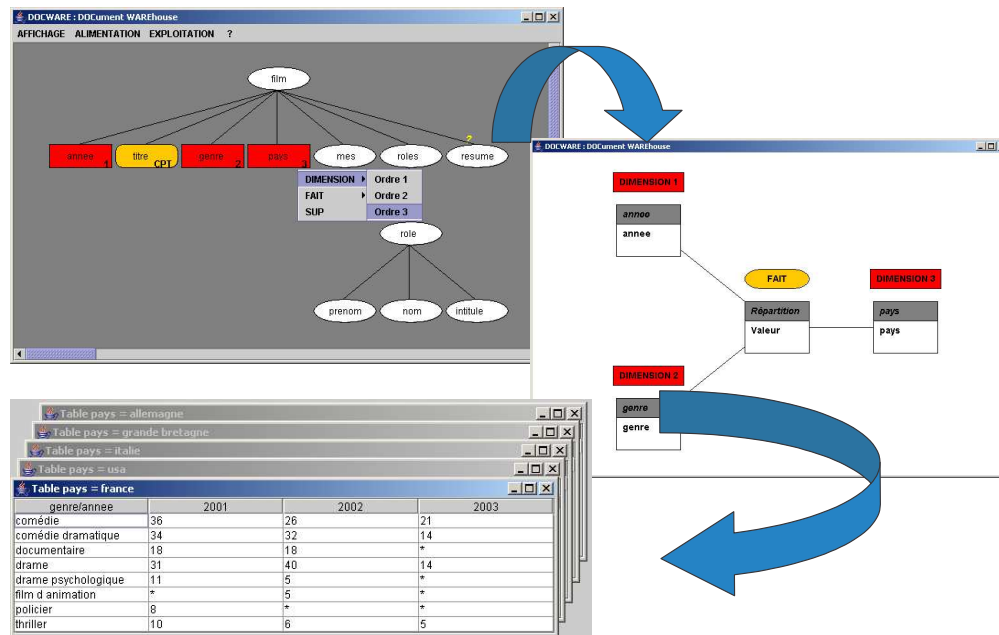 DOCWARE : DOCument WAREhouse
AFFICHAGE ALIMENTATION EXPLOITATION ?
film
?
annee 1
titre CPT
genre 2
pays 3
mes
roles
resume
DIMENSION
Ordre 1
FAIT
Ordre 2
SUP
Ordre 3
role
prenom
nom
intitule
DOCWARE : DOCument WAREhouse
DIMENSION 1
annee
annee
FAIT
DIMENSION 3
Répartition
Valeur
pays
pays
DIMENSION 2
genre
genre
Table pays = allemagne
Table pays = grande bretagne
Table pays = italie
Table pays = usa
Table pays = france
genre/annee 2001 2002 2003
comédie 36 26 21
comédie dramatique 34 32 14
documentaire 18 18 *
drame 31 40 14
drame psychologique 11 5 *
film d animation * 5 *
policier 8 * *
thriller 10 6 5